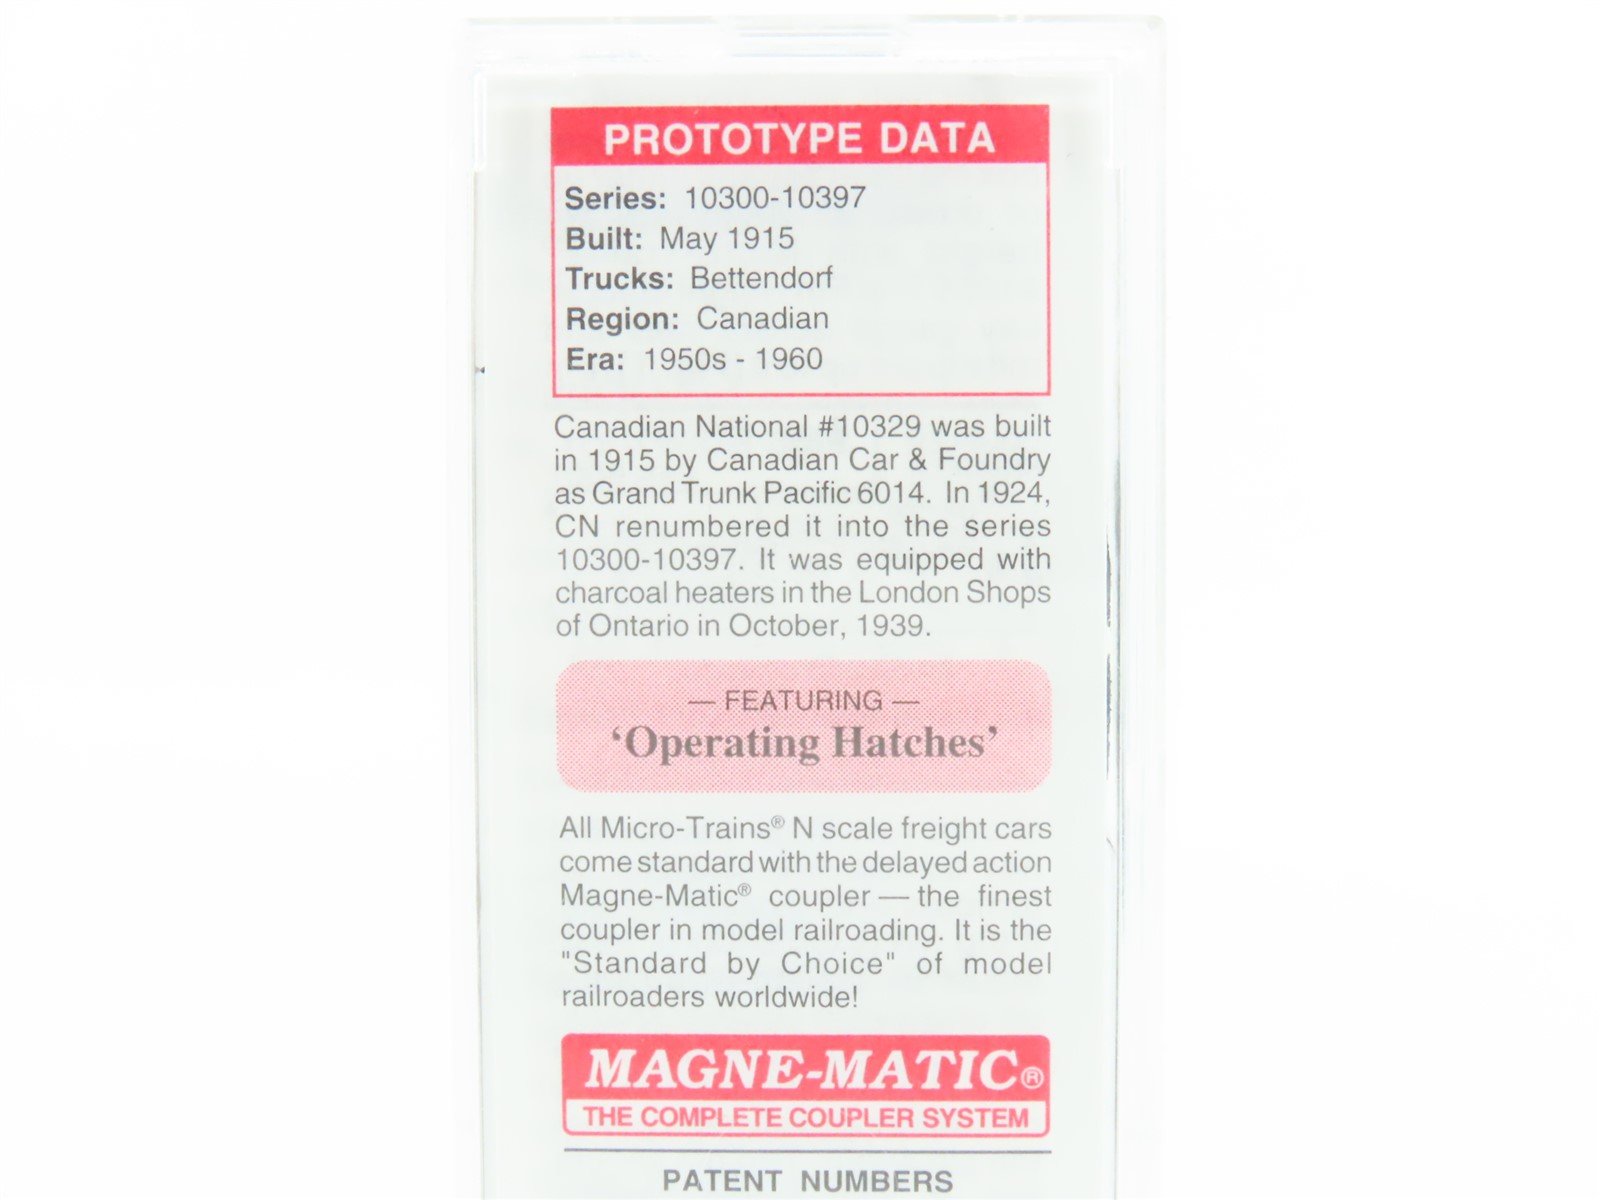 PROTOTYPE DATA
Series: 10300-10397
Built: May 1915
Trucks: Bettendorf
Region: Canadian
Era: 1950s - 1960
Canadian National #10329 was built
in 1915 by Canadian Car & Foundry
as Grand Trunk Pacific 6014. In 1924,
CN renumbered it into the series
10300-10397. It was equipped with
charcoal heaters in the London Shops
of Ontario in October, 1939.
— FEATURING —
‘Operating Hatches’
All Micro-Trains® N scale freight cars
come standard with the delayed action
Magne-Matic® coupler — the finest
coupler in model railroading. It is the
"Standard by Choice" of model
railroaders worldwide!
MAGNE-MATIC®
THE COMPLETE COUPLER SYSTEM
PATENT NUMBERS